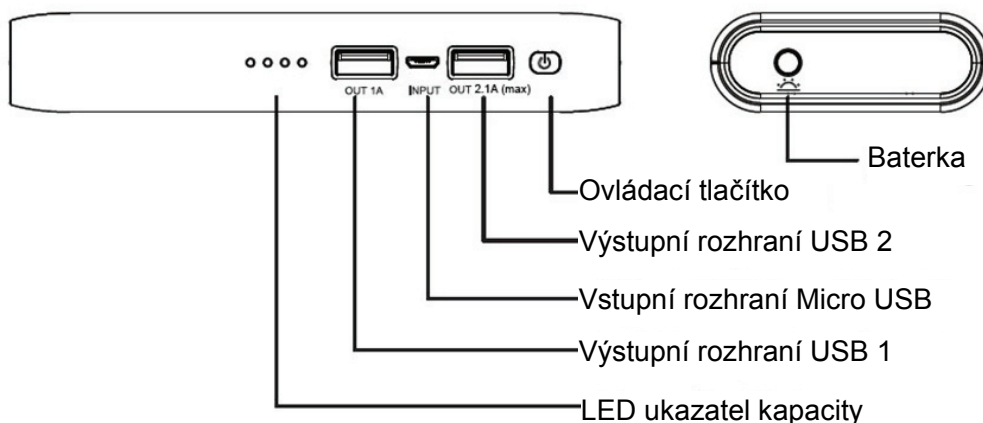 OUT 1A
INPUT
OUT 2.1A (max)
Baterka
Ovládací tlačítko
Výstupní rozhraní USB 2
Vstupní rozhraní Micro USB
Výstupní rozhraní USB 1
LED ukazatel kapacity